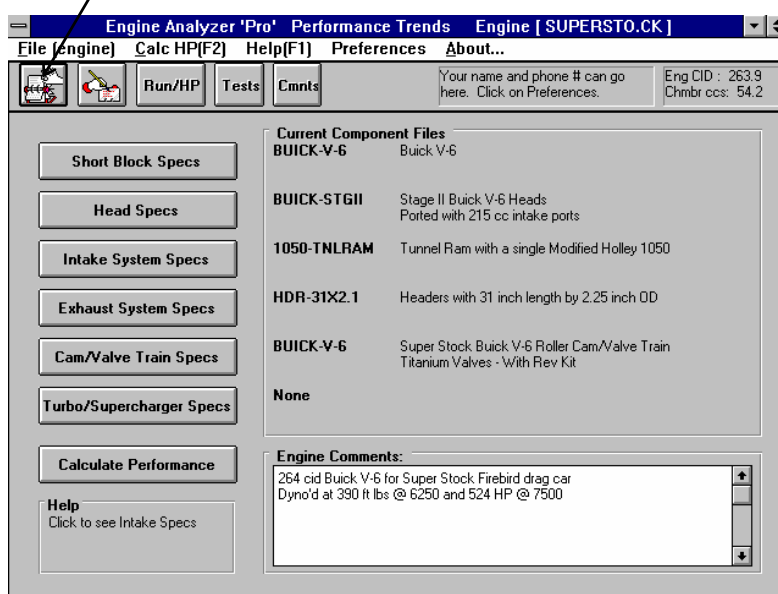 Engine Analyzer 'Pro' Performance Trends Engine [ SUPERSTO.CK ]
File (engine) Calc HP(F2) Help(F1) Preferences About...
Run/HP Tests Cmnts
Your name and phone # can go
here. Click on Preferences.
Eng CID : 263.9
Chmbr ccs: 54.2
Short Block Specs
Head Specs
Intake System Specs
Exhaust System Specs
Cam/Valve Train Specs
Turbo/Supercharger Specs
Calculate Performance
Help
Click to see Intake Specs
Current Component Files
BUICK-V-6 Buick V-6
BUICK-STGII Stage II Buick V-6 Heads
Ported with 215 cc intake ports
1050-TNLRAM Tunnel Ram with a single Modified Holley 1050
HDR-31X2.1 Headers with 31 inch length by 2.25 inch OD
BUICK-V-6 Super Stock Buick V-6 Roller Cam/Valve Train
Titanium Valves - With Rev Kit
None
Engine Comments:
264 cid Buick V-6 for Super Stock Firebird drag car
Dyno'd at 390 ft lbs @ 6250 and 524 HP @ 7500